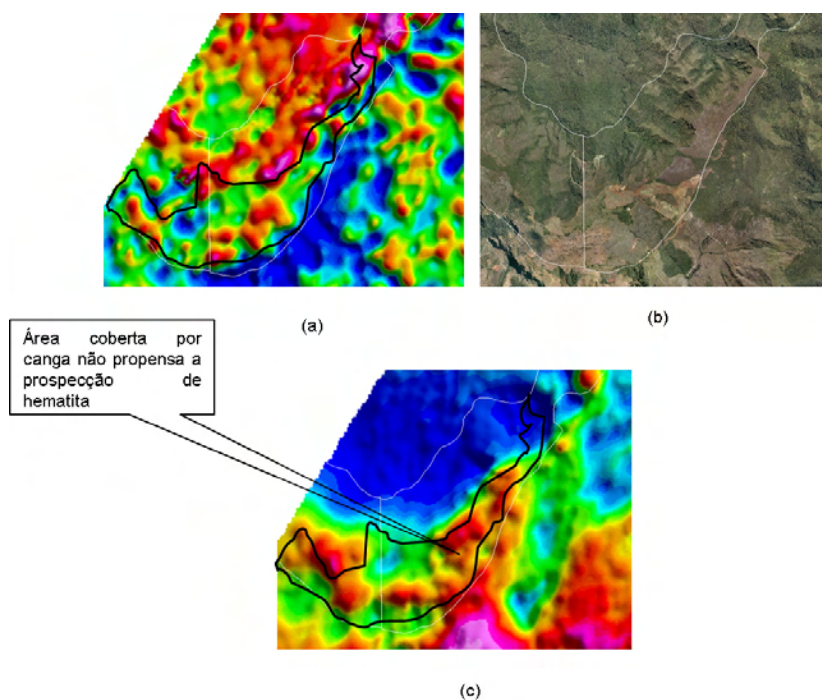 (a)
(b)
Área coberta por
canga não propensa a
prospecção de
hematita
(c)